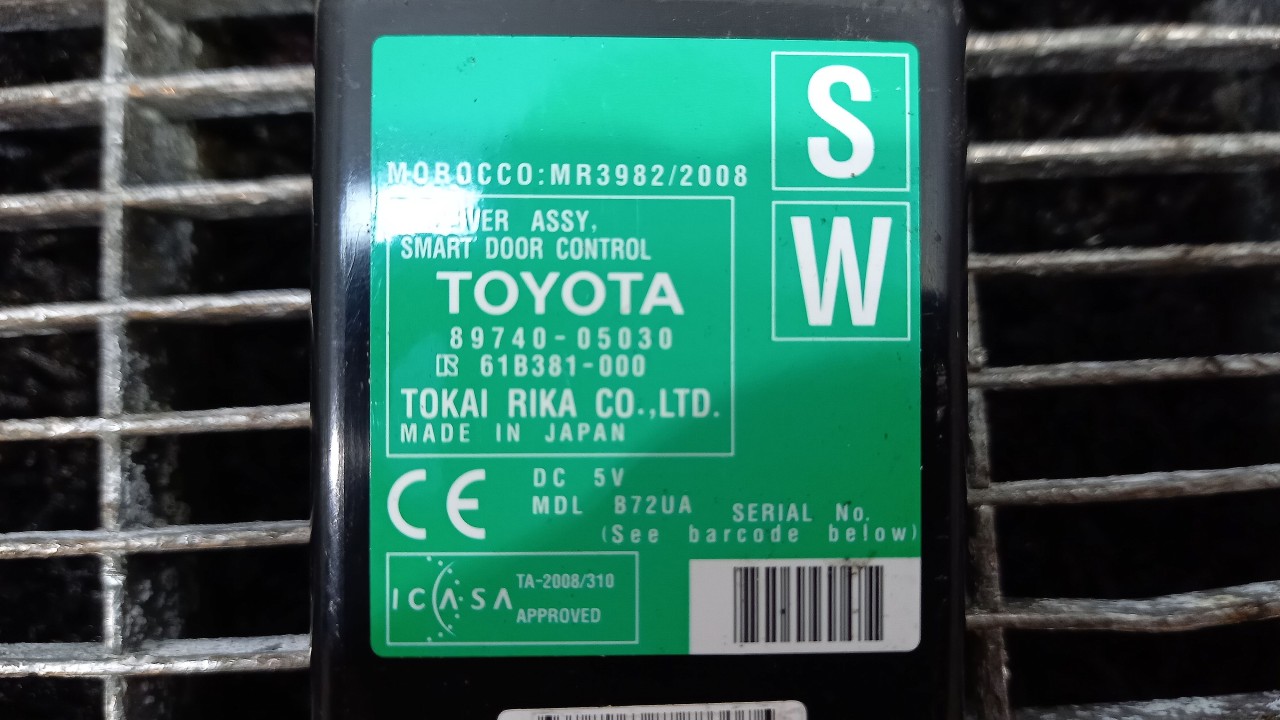 S
MOROCCO:MR3982/2008
W
ASSY,
SMART DOOR CONTROL
TOYOTA
89740-05030
61B381-000
TOKAI RIKA CO.,LTD.
MADE IN JAPAN
CE
DC 5V
MDL B72UA
SERIAL No.
(See barcode below)
ICASA
TA-2008/310
APPROVED